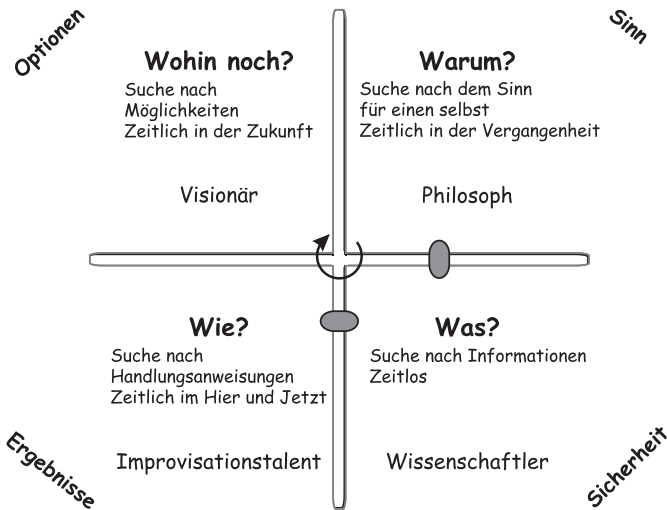 Optionen
Sinn
Wohin noch?
Suche nach
Möglichkeiten
Zeitlich in der Zukunft
Visionär
Warum?
Suche nach dem Sinn
für einen selbst
Zeitlich in der Vergangenheit
Philosoph
Wie?
Suche nach
Handlungsanweisungen
Zeitlich im Hier und Jetzt
Improvisationstalent
Was?
Suche nach Informationen
Zeitlos
Wissenschaftler
Ergebnisse
Sicherheit